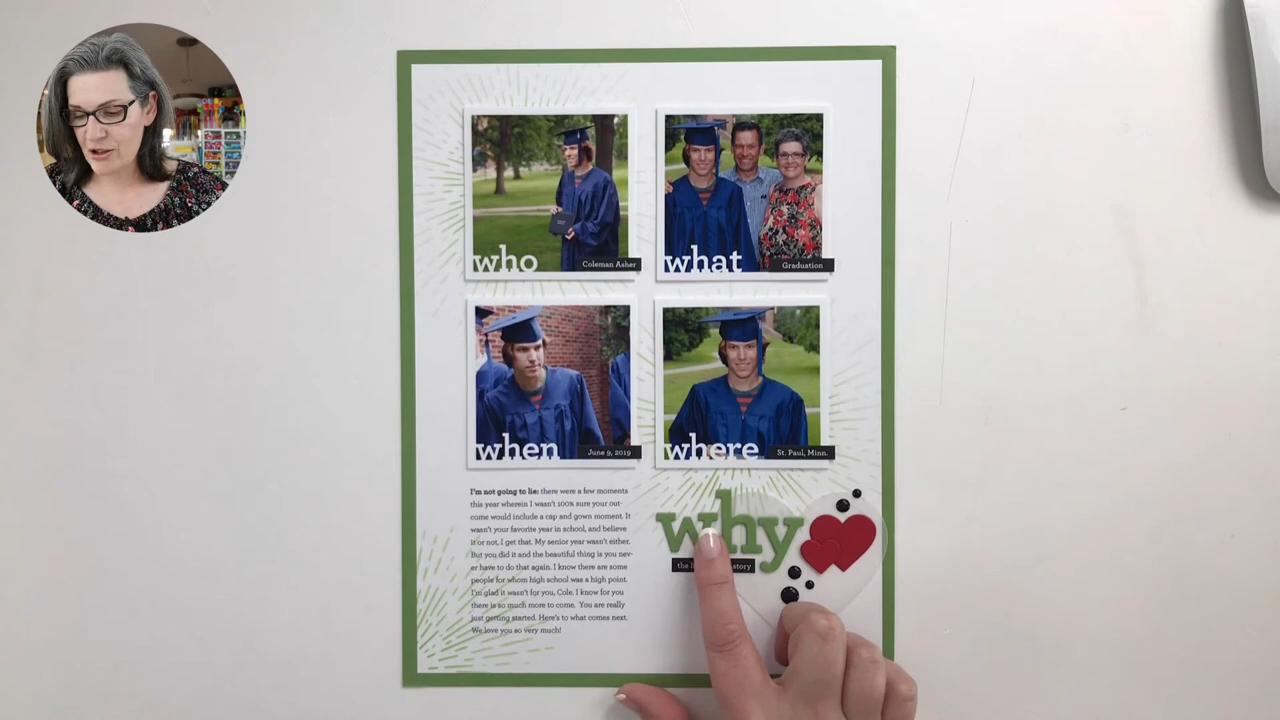 who
Coleman Asher
what
Graduation
when
June 9, 2019
where
St. Paul, Minn.
I'm not going to lie: there were a few moments
this year wherein I wasn't 100% sure your out-
come would include a cap and gown moment. It
wasn't your favorite year in school, and believe
it or not, I get that. My senior year wasn't either.
But you did it and the beautiful thing is you nev-
er have to do that again. I know there are some
people for whom high school was a high point.
I'm glad it wasn't for you, Cole. I know for you
there is so much more to come. You are really
just getting started. Here's to what comes next.
We love you so very much!
why
the story